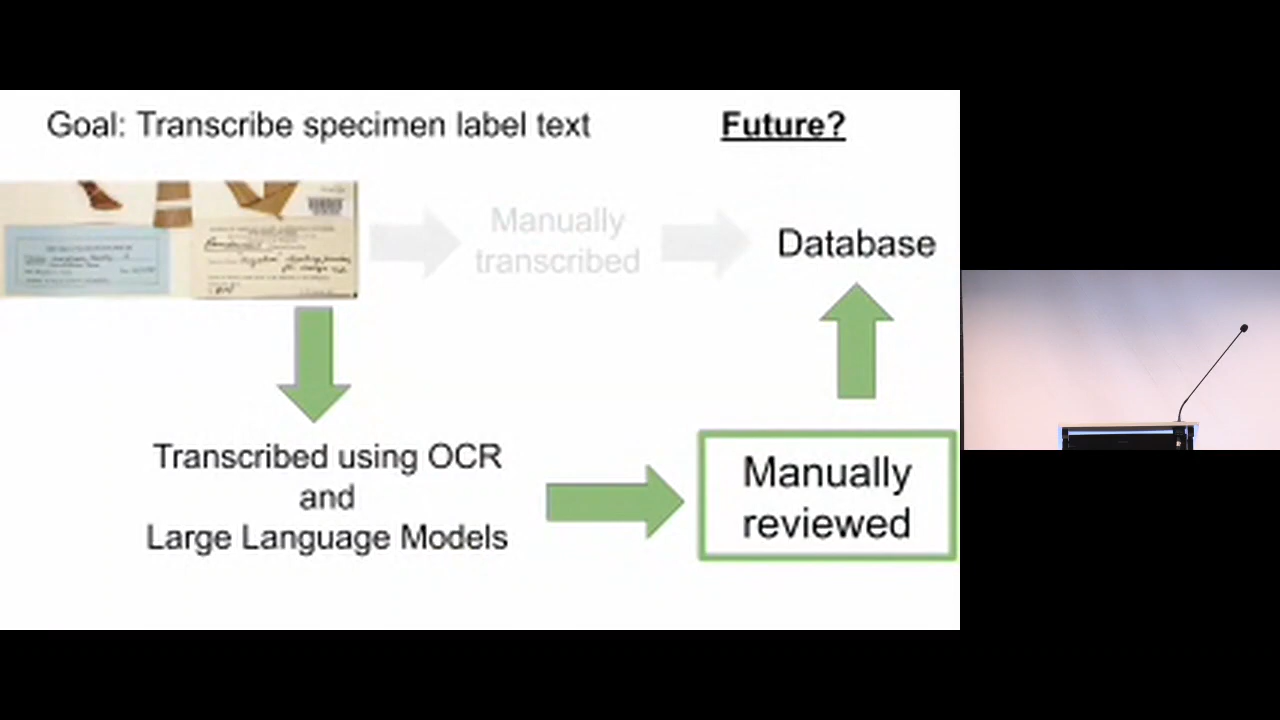 Goal: Transcribe specimen label text
Future?
Manually
transcribed
Database
Transcribed using OCR
and
Large Language Models
Manually
reviewed